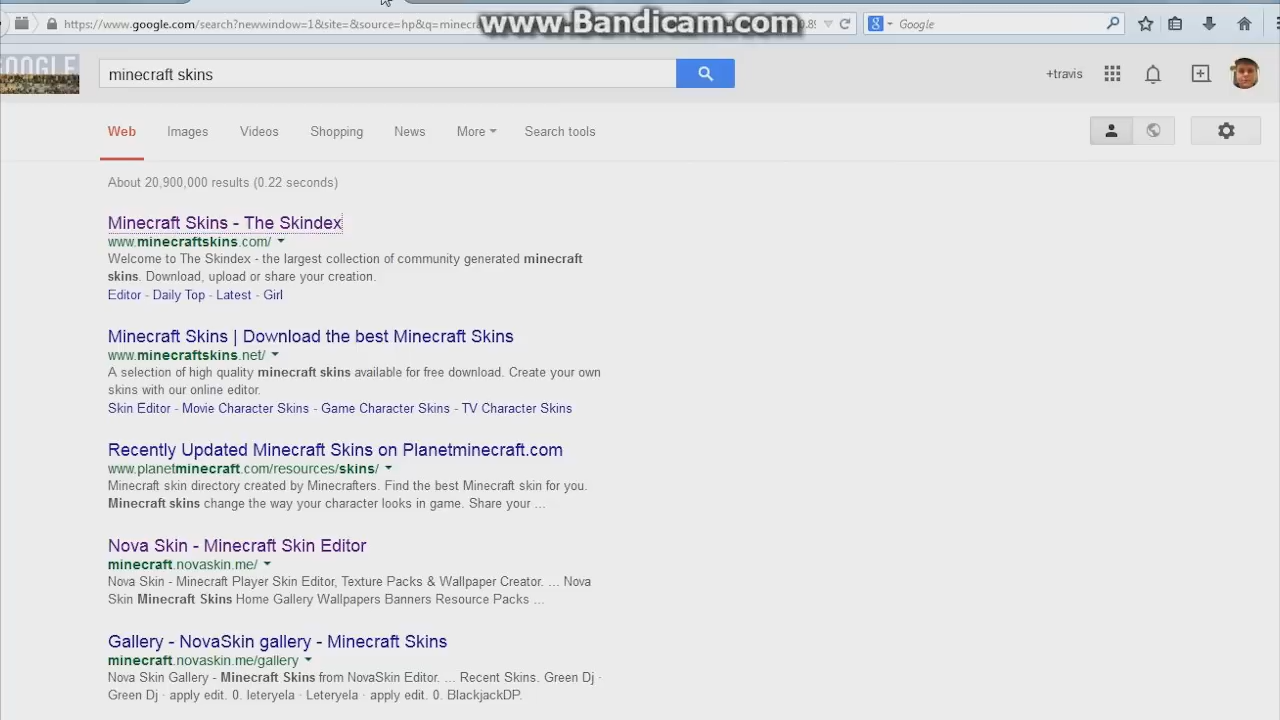 https://www.google.com/search?newwindow=1&site=&source=hp&q=minecr
www.Bandicam.com
Google
GOOGLE
minecraft skins
+travis
Web Images Videos Shopping News More Search tools
About 20,900,000 results (0.22 seconds)
Minecraft Skins - The Skindex
www.minecraftskins.com/
Welcome to The Skindex - the largest collection of community generated minecraft
skins. Download, upload or share your creation.
Editor - Daily Top - Latest - Girl
Minecraft Skins | Download the best Minecraft Skins
www.minecraftskins.net/
A selection of high quality minecraft skins available for free download. Create your own
skins with our online editor.
Skin Editor - Movie Character Skins - Game Character Skins - TV Character Skins
Recently Updated Minecraft Skins on Planetminecraft.com
www.planetminecraft.com/resources/skins/
Minecraft skin directory created by Minecrafters. Find the best Minecraft skin for you.
Minecraft skins change the way your character looks in game. Share your ...
Nova Skin - Minecraft Skin Editor
minecraft.novaskin.me/
Nova Skin - Minecraft Player Skin Editor, Texture Packs & Wallpaper Creator. ... Nova
Skin Minecraft Skins Home Gallery Wallpapers Banners Resource Packs ...
Gallery - NovaSkin gallery - Minecraft Skins
minecraft.novaskin.me/gallery
Nova Skin Gallery - Minecraft Skins from NovaSkin Editor. ... Recent Skins. Green Dj ·
Green Dj · apply edit. 0. leteryela · Leteryela · apply edit. 0. BlackjackDP.